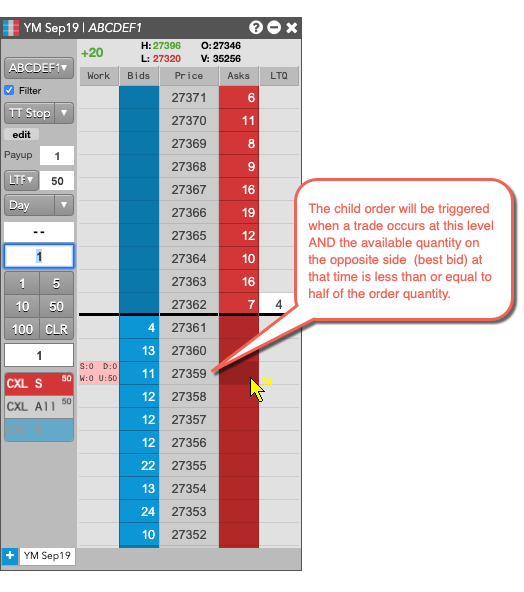 YM Sep19 | ABCDEF1
+20 H: 27396 O: 27346
L: 27320 V: 35256
ABCDEF1
Filter
TT Stop
edit
Payup 1
LTP 50
Day
--
1
1 5
10 50
100 CLR
1
CXL S 50
CXL All 50
YM Sep19
Work Bids Price Asks LTQ
27371 6
27370 11
27369 8
27368 9
27367 16
27366 19
27365 12
27364 10
27363 16
27362 7 4
4 27361
13 27360
S:0 D:0
W:0 U:50
11 27359
12 27358
12 27357
12 27356
22 27355
13 27354
24 27353
10 27352
The child order will be triggered
when a trade occurs at this level
AND the available quantity on
the opposite side (best bid) at
that time is less than or equal to
half of the order quantity.